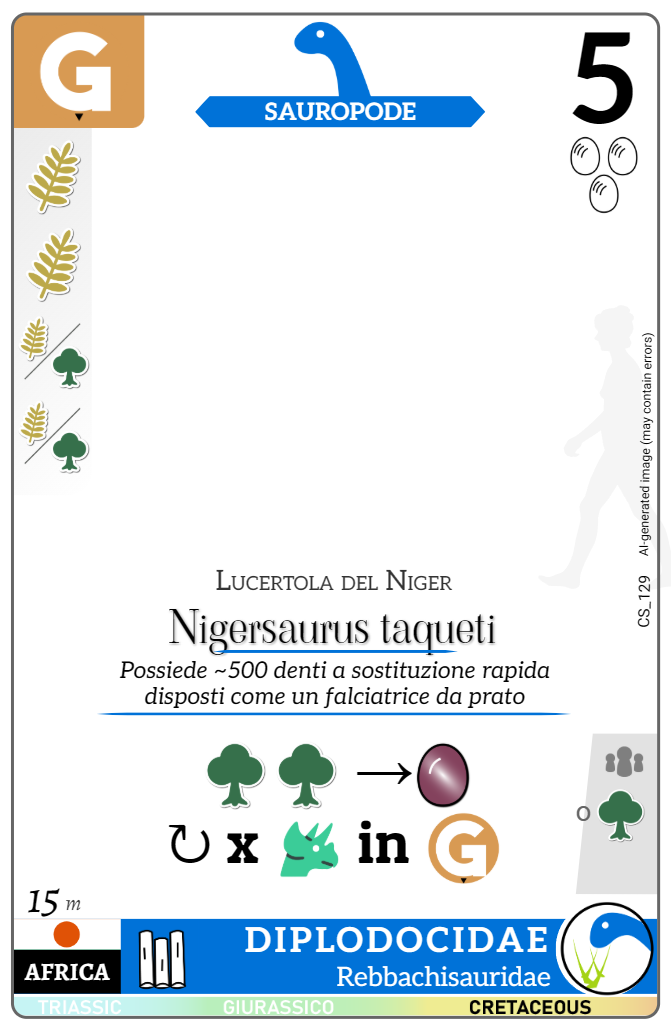 G
SAUROPODE
5
AI-generated image (may contain errors)
CS_129
Lucertola del Niger
Nigersaurus taqueti
Possiede ~500 denti a sostituzione rapida
disposti come un falciatrice da prato
o
x in G
15 m
AFRICA
DIPLODOCIDAE
Rebbachisauridae
TRIASSIC GIURASSICO CRETACEOUS